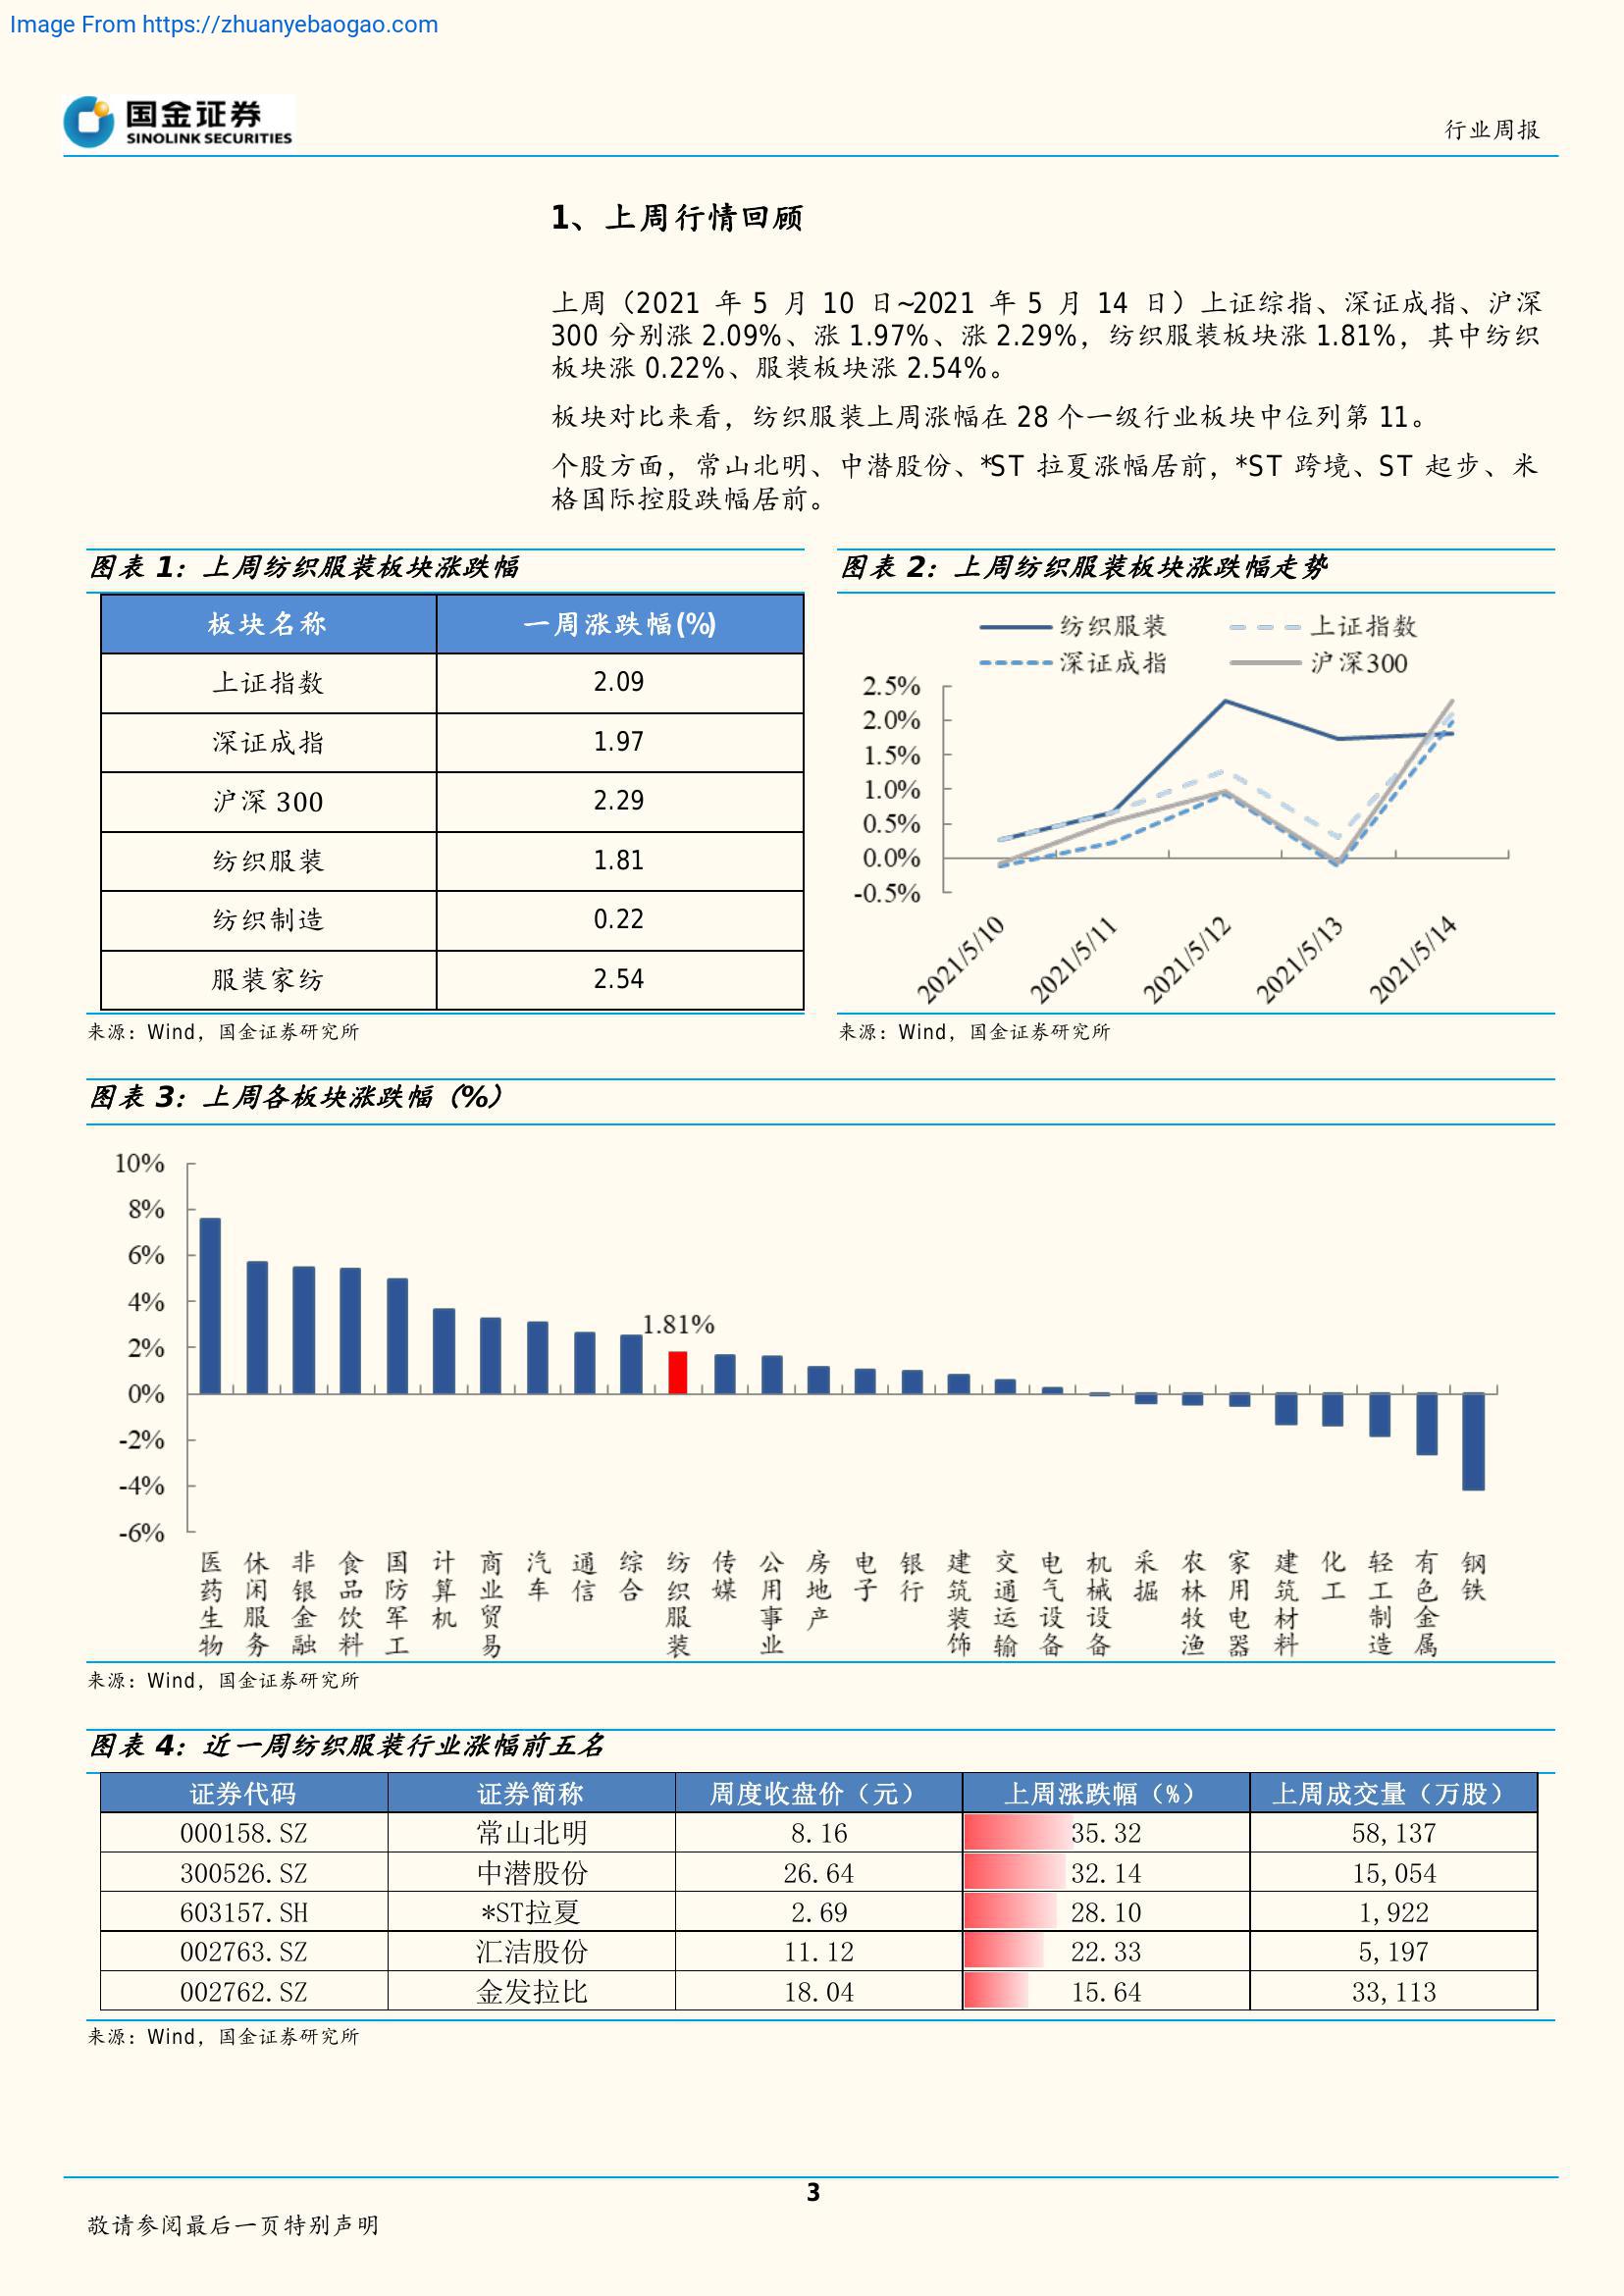 Image From https://zhuanyebaogao.com
国金证券
SINOLINK SECURITIES
行业周报
1、上周行情回顾
上周（2021 年 5 月 10 日~2021 年 5 月 14 日）上证综指、深证成指、沪深
300 分别涨 2.09%、涨 1.97%、涨 2.29%，纺织服装板块涨 1.81%，其中纺织
板块涨 0.22%、服装板块涨 2.54%。
板块对比来看，纺织服装上周涨幅在 28 个一级行业板块中位列第 11。
个股方面，常山北明、中潜股份、*ST 拉夏涨幅居前，*ST 跨境、ST 起步、米
格国际控股跌幅居前。
图表 1：上周纺织服装板块涨跌幅
板块名称 一周涨跌幅(%)
上证指数 2.09
深证成指 1.97
沪深 300 2.29
纺织服装 1.81
纺织制造 0.22
服装家纺 2.54
来源：Wind，国金证券研究所
图表 2：上周纺织服装板块涨跌幅走势
纺织服装 上证指数
深证成指 沪深300
2.5%
2.0%
1.5%
1.0%
0.5%
0.0%
-0.5%
2021/5/10 2021/5/11 2021/5/12 2021/5/13 2021/5/14
来源：Wind，国金证券研究所
图表 3：上周各板块涨跌幅（%）
10%
8%
6%
4%
2%
0%
-2%
-4%
-6%
1.81%
医药生物 休闲服务 非银金融 食品饮料 国防军工 计算机 商业贸易 汽车 通信 综合 纺织服装 传媒 公用事业 房地产 电子 银行 建筑装饰 交通运输 电气设备 机械设备 采掘 农林牧渔 家用电器 建筑材料 化工 轻工制造 有色金属 钢铁
来源：Wind，国金证券研究所
图表 4：近一周纺织服装行业涨幅前五名
证券代码 证券简称 周度收盘价（元） 上周涨跌幅（%） 上周成交量（万股）
000158.SZ 常山北明 8.16 35.32 58,137
300526.SZ 中潜股份 26.64 32.14 15,054
603157.SH *ST拉夏 2.69 28.10 1,922
002763.SZ 汇洁股份 11.12 22.33 5,197
002762.SZ 金发拉比 18.04 15.64 33,113
来源：Wind，国金证券研究所
3
敬请参阅最后一页特别声明